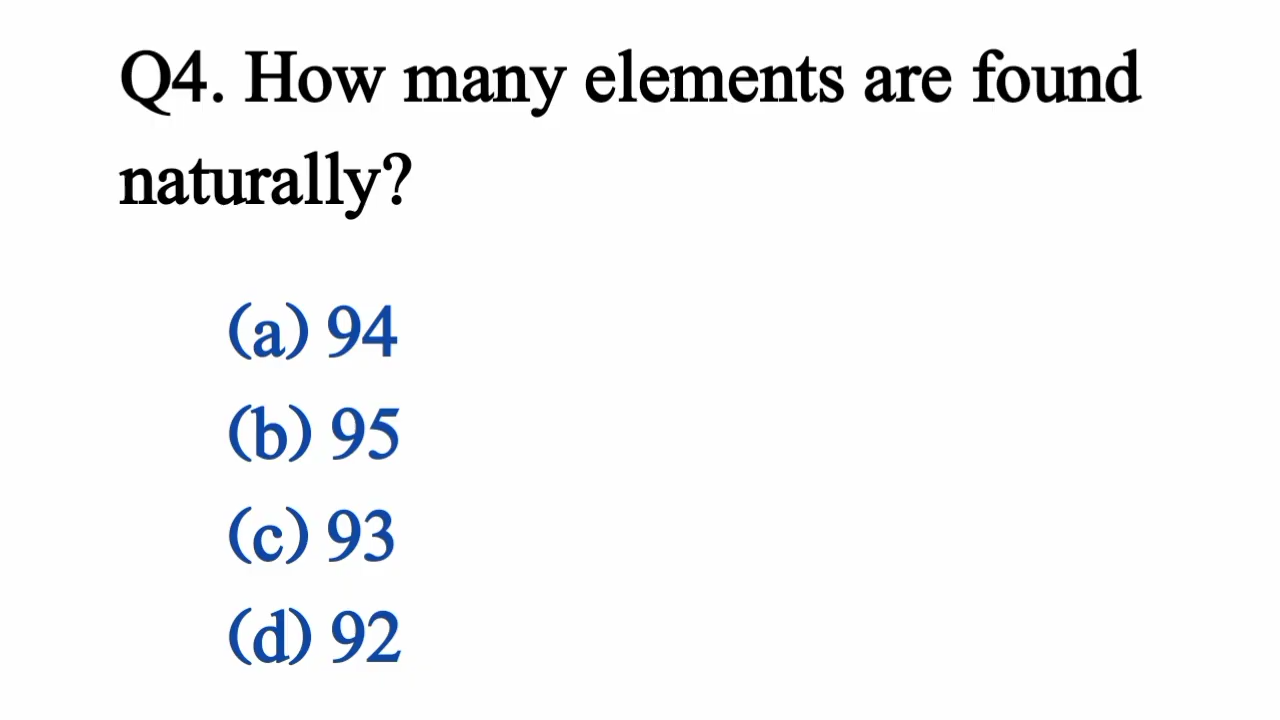 Q4. How many elements are found
naturally?
(a) 94
(b) 95
(c) 93
(d) 92